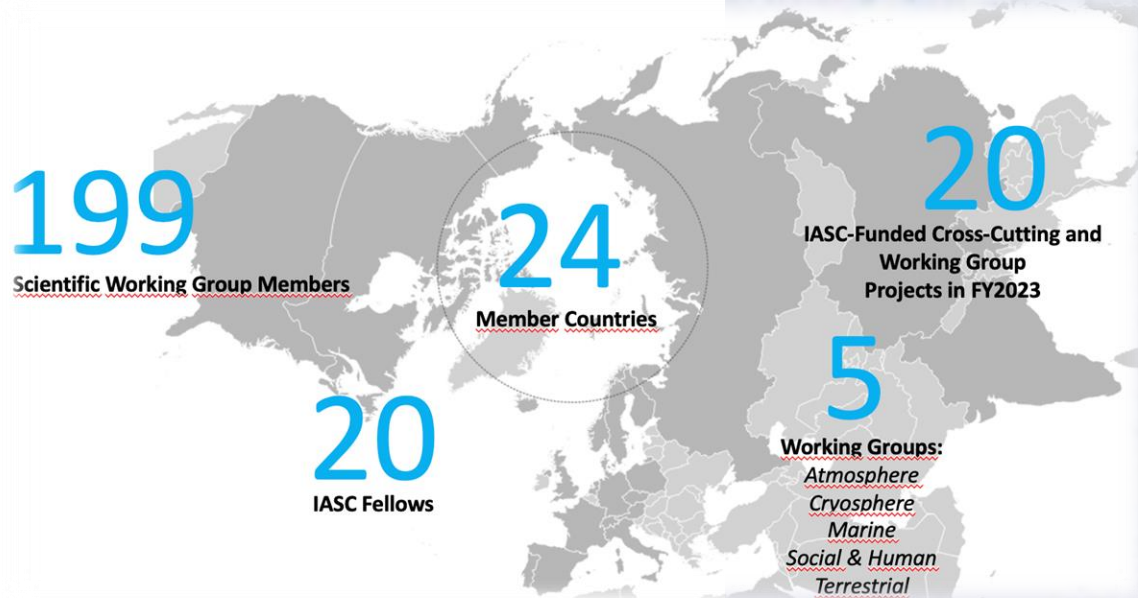 199
Scientific Working Group Members
24
Member Countries
20
IASC-Funded Cross-Cutting and
Working Group
Projects in FY2023
20
IASC Fellows
5
Working Groups:
Atmosphere
Cryosphere
Marine
Social & Human
Terrestrial